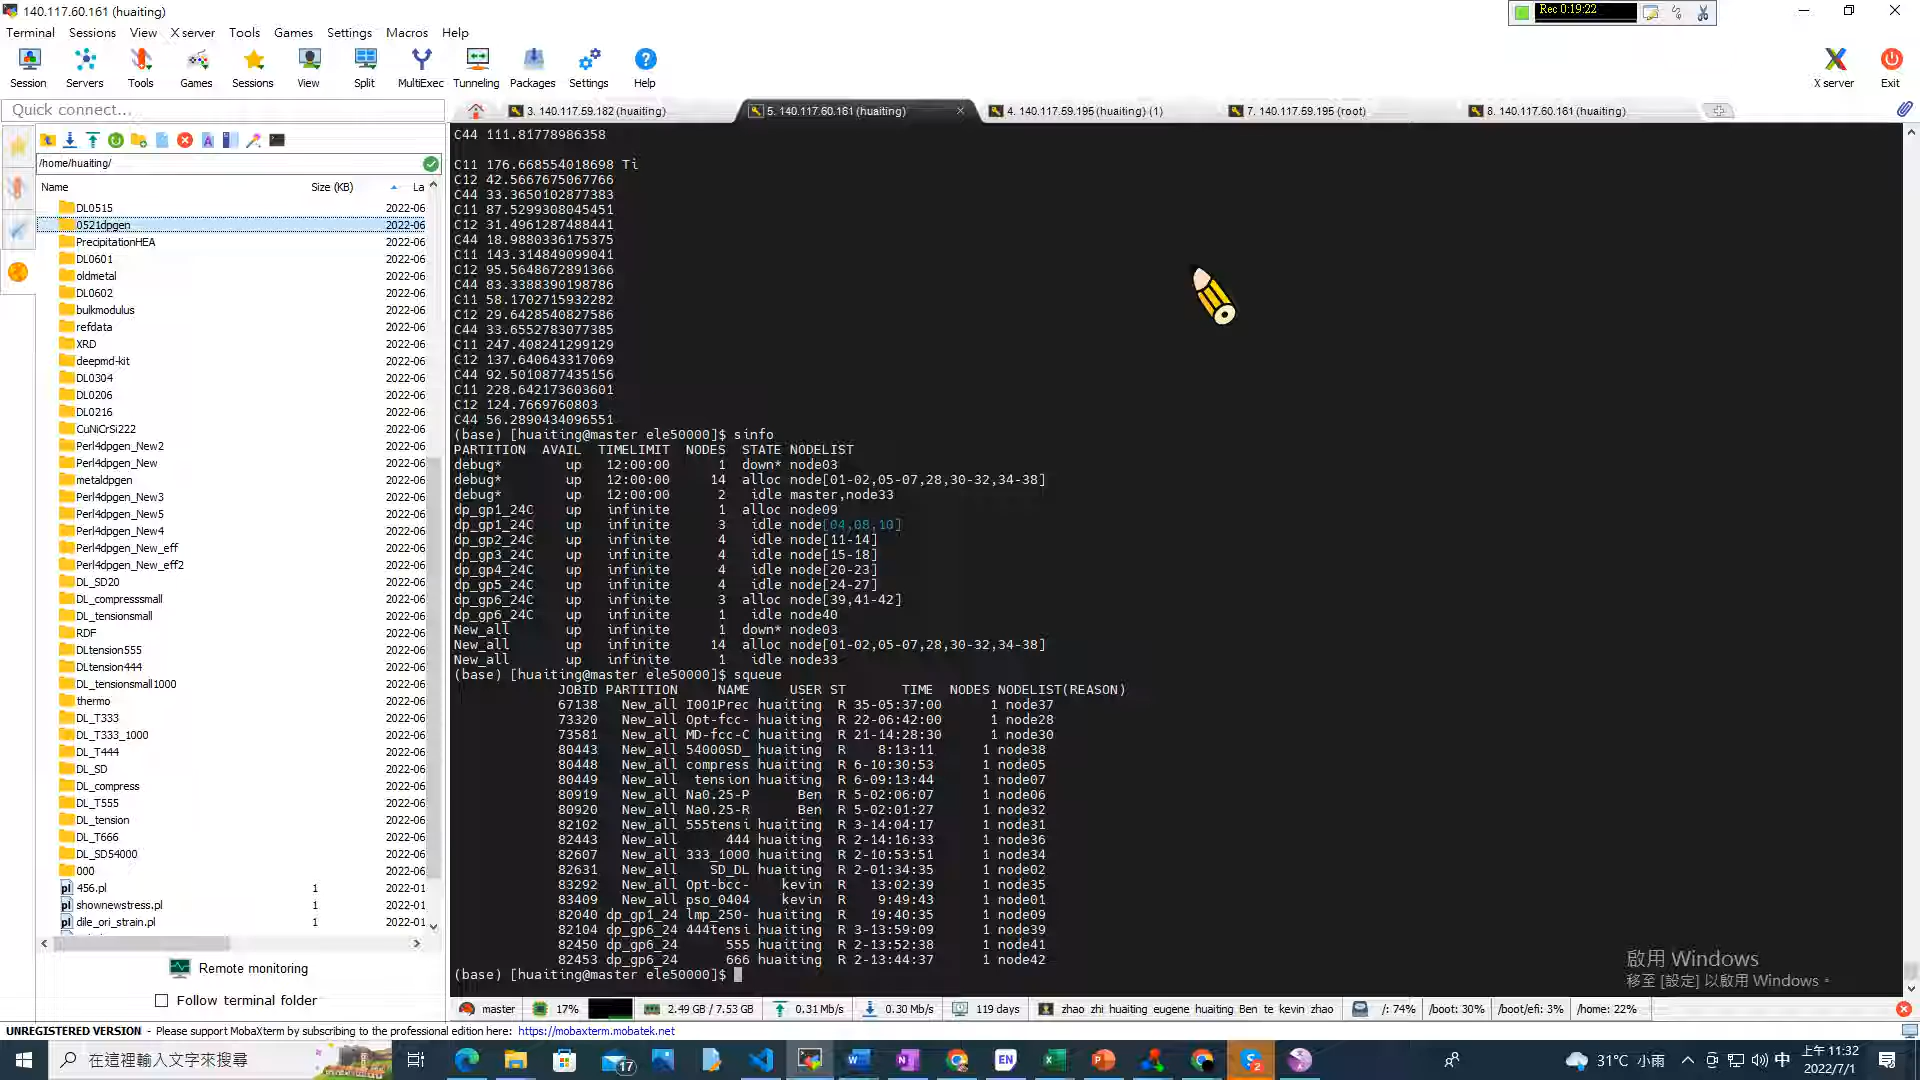 140.117.60.161 (huaiting)
Rec 0:19:22
Terminal Sessions View X server Tools Games Settings Macros Help
Session Servers Tools Games Sessions View Split MultiExec Tunneling Packages Settings Help X server Exit
Quick connect...
3. 140.117.59.182 (huaiting)
5. 140.117.60.161 (huaiting)
4. 140.117.59.195 (huaiting) (1)
7. 140.117.59.195 (root)
8. 140.117.60.161 (huaiting)
/home/huaiting/
Name Size (KB) La
DL0515 2022-06
0521dpgen 2022-06
PrecipitationHEA 2022-06
DL0601 2022-06
oldmetal 2022-06
DL0602 2022-06
bulkmodulus 2022-06
refdata 2022-06
XRD 2022-06
deepmd-kit 2022-06
DL0304 2022-06
DL0206 2022-06
DL0216 2022-06
CuNiCrSi222 2022-06
Perl4dpgen_New2 2022-06
Perl4dpgen_New 2022-06
metaldpgen 2022-06
Perl4dpgen_New3 2022-06
Perl4dpgen_New5 2022-06
Perl4dpgen_New4 2022-06
Perl4dpgen_New_eff 2022-06
Perl4dpgen_New_eff2 2022-06
DL_SD20 2022-06
DL_compresssmall 2022-06
DL_tensionsmall 2022-06
RDF 2022-06
DLtension555 2022-06
DLtension444 2022-06
DL_tensionsmall1000 2022-06
thermo 2022-06
DL_T333 2022-06
DL_T333_1000 2022-06
DL_T444 2022-06
DL_SD 2022-06
DL_compress 2022-06
DL_T555 2022-06
DL_tension 2022-06
DL_T666 2022-06
DL_SD54000 2022-06
000 2022-06
456.pl 1 2022-01
shownewstress.pl 1 2022-01
dile_ori_strain.pl 1 2022-01
Remote monitoring
Follow terminal folder
C44 111.81778986358
C11 176.668554018698 Ti
C12 42.5667675067766
C44 33.3650102877383
C11 87.5299308045451
C12 31.4961287488441
C44 18.9880336175375
C11 143.314849099041
C12 95.5648672891366
C44 83.3388390198786
C11 58.1702715932282
C12 29.6428540827586
C44 33.6552783077385
C11 247.408241299129
C12 137.640643317069
C44 92.5010877435156
C11 228.642173603601
C12 124.7669760803
C44 56.2890434096551
(base) [huaiting@master ele50000]$ sinfo
PARTITION AVAIL TIMELIMIT NODES STATE NODELIST
debug* up 12:00:00 1 down* node03
debug* up 12:00:00 14 alloc node[01-02,05-07,28,30-32,34-38]
debug* up 12:00:00 2 idle master,node33
dp_gp1_24C up infinite 1 alloc node09
dp_gp1_24C up infinite 3 idle node[04,08,10]
dp_gp2_24C up infinite 4 idle node[11-14]
dp_gp3_24C up infinite 4 idle node[15-18]
dp_gp4_24C up infinite 4 idle node[20-23]
dp_gp5_24C up infinite 4 idle node[24-27]
dp_gp6_24C up infinite 3 alloc node[39,41-42]
dp_gp6_24C up infinite 1 idle node40
New_all up infinite 1 down* node03
New_all up infinite 14 alloc node[01-02,05-07,28,30-32,34-38]
New_all up infinite 1 idle node33
(base) [huaiting@master ele50000]$ squeue
JOBID PARTITION NAME USER ST TIME NODES NODELIST(REASON)
67138 New_all I001Prec huaiting R 35-05:37:00 1 node37
73320 New_all Opt-fcc- huaiting R 22-06:42:00 1 node28
73581 New_all MD-fcc-C huaiting R 21-14:28:30 1 node30
80443 New_all 54000SD_ huaiting R 8:13:11 1 node38
80448 New_all compress huaiting R 6-10:30:53 1 node05
80449 New_all tension huaiting R 6-09:13:44 1 node07
80919 New_all Na0.25-P Ben R 5-02:06:07 1 node06
80920 New_all Na0.25-R Ben R 5-02:01:27 1 node32
82102 New_all 555tensi huaiting R 3-14:04:17 1 node31
82443 New_all 444 huaiting R 2-14:16:33 1 node36
82607 New_all 333_1000 huaiting R 2-10:53:51 1 node34
82631 New_all SD_DL huaiting R 2-01:34:35 1 node02
83292 New_all Opt-bcc- kevin R 13:02:39 1 node35
83409 New_all pso_0404 kevin R 9:49:43 1 node01
82040 dp_gp1_24 lmp_250- huaiting R 19:40:35 1 node09
82104 dp_gp6_24 444tensi huaiting R 3-13:59:09 1 node39
82450 dp_gp6_24 555 huaiting R 2-13:52:38 1 node41
82453 dp_gp6_24 666 huaiting R 2-13:44:37 1 node42
(base) [huaiting@master ele50000]$
啟用 Windows
移至 [設定] 以啟用 Windows。
master 17% 2.49 GB / 7.53 GB 0.31 Mb/s 0.30 Mb/s 119 days zhao zhi huaiting eugene huaiting Ben te kevin zhao /: 74% /boot: 30% /boot/efi: 3% /home: 22%
UNREGISTERED VERSION - Please support MobaXterm by subscribing to the professional edition here: https://mobaxterm.mobatek.net
在這裡輸入文字來搜尋
17
EN
31°C 小雨
中
上午 11:32
2022/7/1